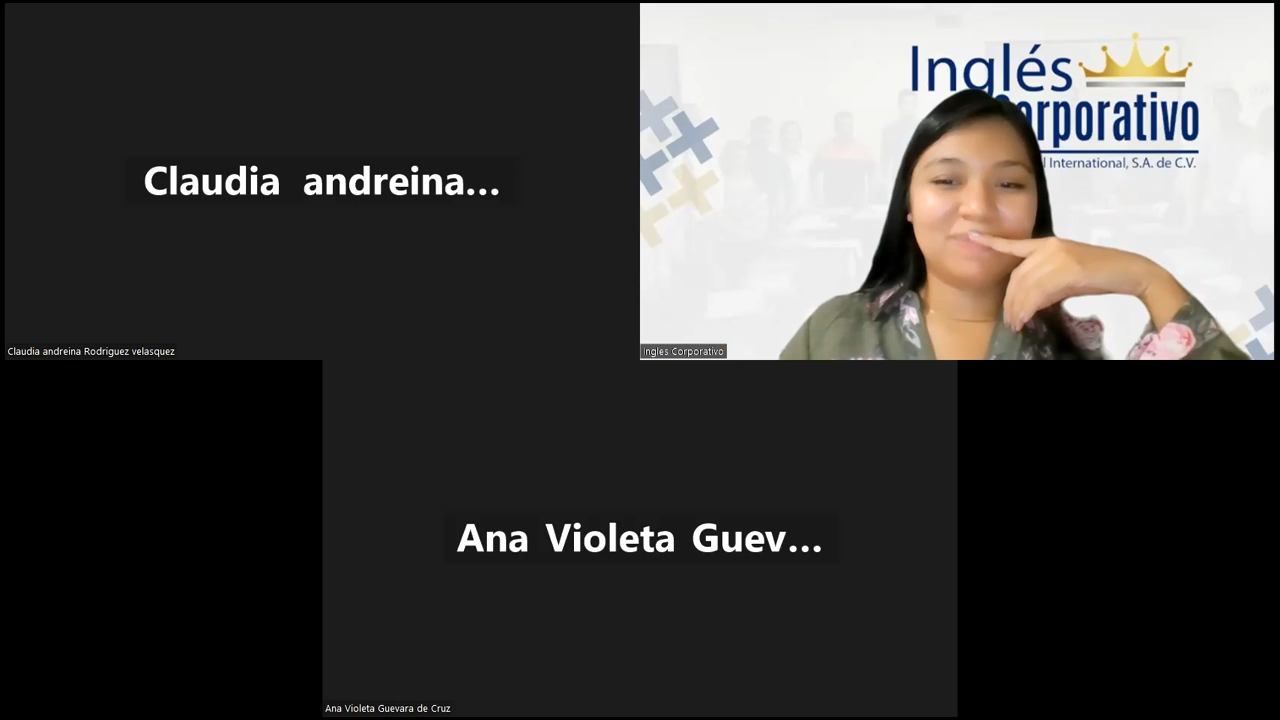 Claudia andreina...
Claudia andreina Rodriguez velasquez
Inglés
orporativo
l International, S.A. de C.V.
Ingles Corporativo
Ana Violeta Guev...
Ana Violeta Guevara de Cruz